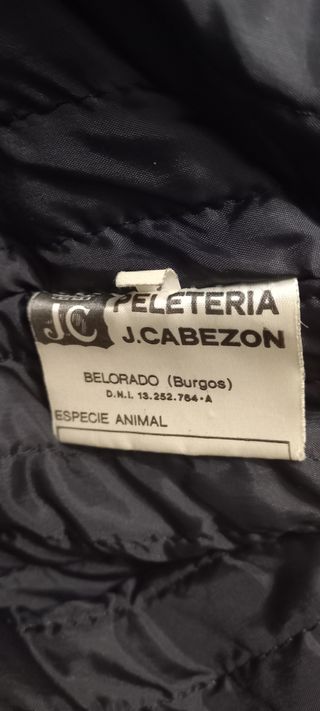 JC PELETERIA
J.CABEZON
BELORADO (Burgos)
D.N.I. 13.252.764-A
ESPECIE ANIMAL